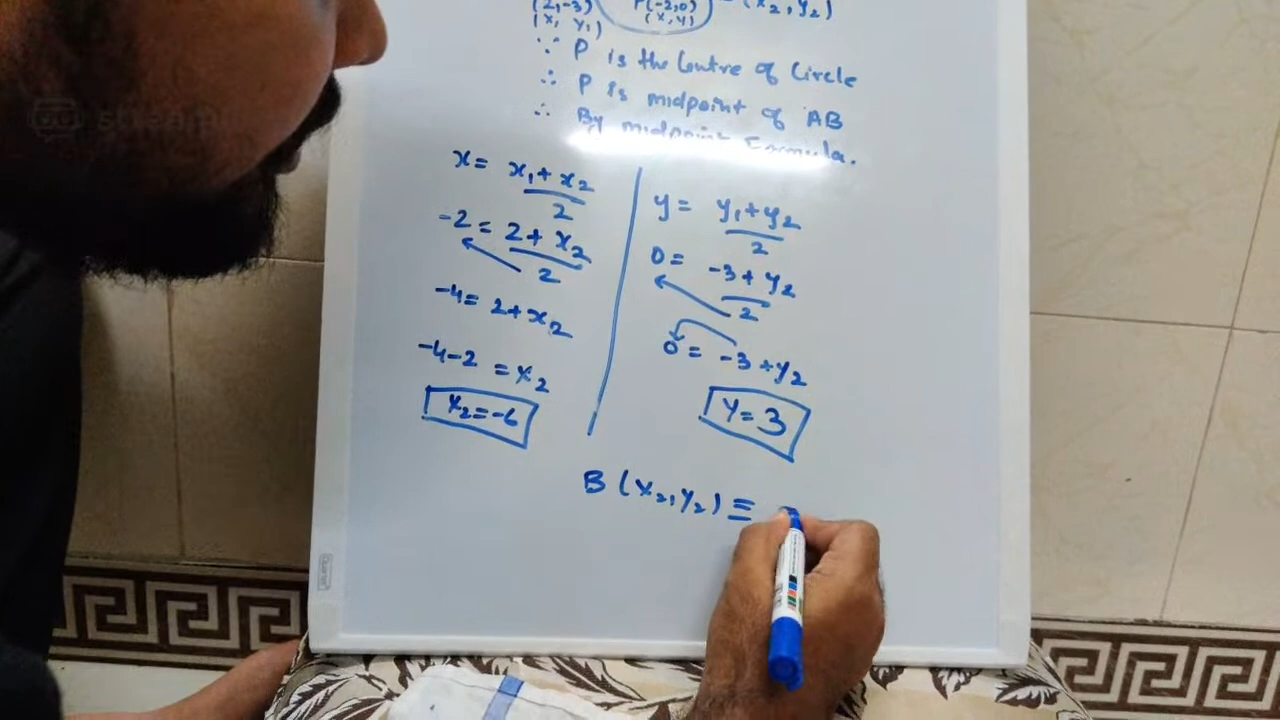 (2,-3) P(-2,0) (x₂,y₂)
(x, y₁) (x,y)
∵ P is the Centre of Circle
∴ P is midpoint of AB
∴ By midpoint Formula.
x = x₁+x₂/2
-2 = 2+x₂/2
-4 = 2+x₂
-4-2 = x₂
x₂=-6
y = y₁+y₂/2
0 = -3+y₂/2
0 = -3+y₂
y=3
B(x₂,y₂) ≡